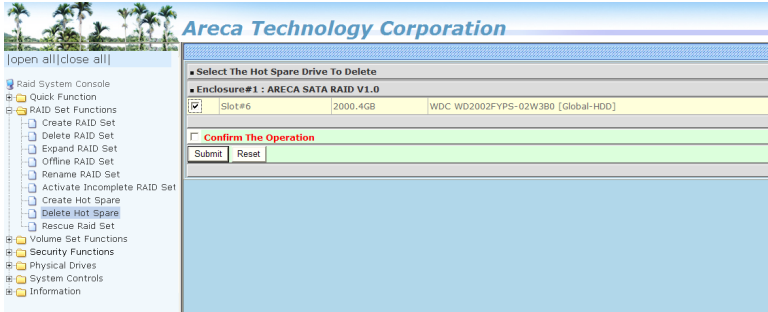 Areca Technology Corporation
|open all|close all|
Raid System Console
Quick Function
RAID Set Functions
Create RAID Set
Delete RAID Set
Expand RAID Set
Offline RAID Set
Rename RAID Set
Activate Incomplete RAID Set
Create Hot Spare
Delete Hot Spare
Rescue Raid Set
Volume Set Functions
Security Functions
Physical Drives
System Controls
Information
Select The Hot Spare Drive To Delete
Enclosure#1 : ARECA SATA RAID V1.0
Slot#6 2000.4GB WDC WD2002FYPS-02W3B0 [Global-HDD]
Confirm The Operation
Submit Reset